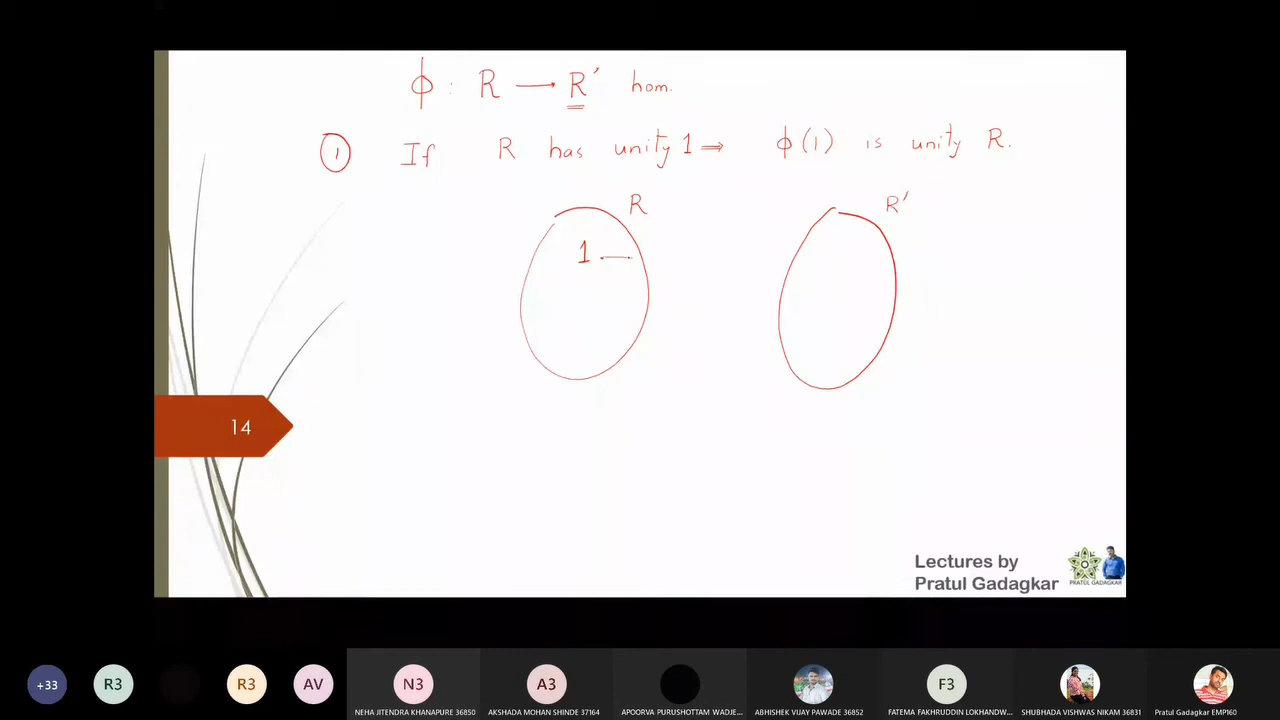 ϕ : R → R′ hom.
① If R has unity 1 ⇒ ϕ(1) is unity R.
R R′
1
14
Lectures by
Pratul Gadagkar
PRATUL GADAGKAR
+33 R3 R3 AV N3 A3 F3
NEHA JITENDRA KHANAPURE 36850 AKSHADA MOHAN SHINDE 37164 APOORVA PURUSHOTTAM WADJE... ABHISHEK VIJAY PAWADE 36852 FATEMA FAKHRUDDIN LOKHANDW... SHUBHADA VISHWAS NIKAM 36831 Pratul Gadagkar EMP160